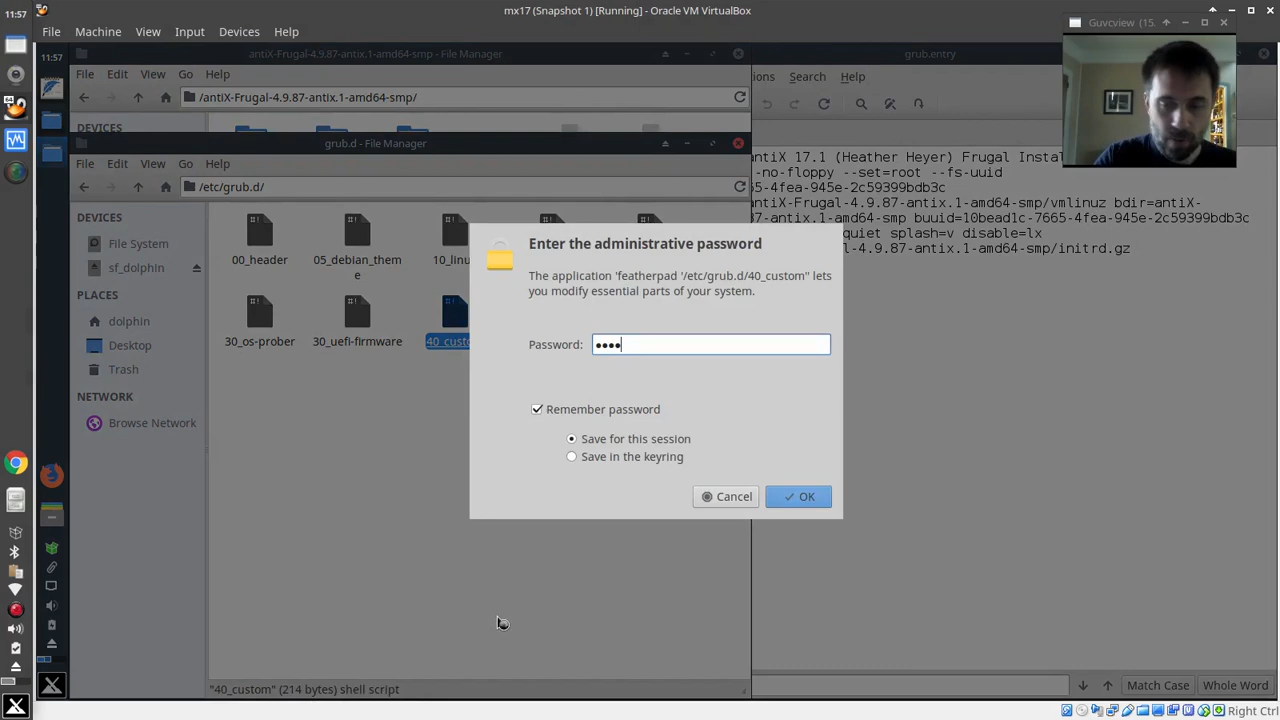 11:57
mx17 (Snapshot 1) [Running] - Oracle VM VirtualBox
File Machine View Input Devices Help
Guvcview (15.
11:57
antiX-Frugal-4.9.87-antix.1-amd64-smp - File Manager
grub.entry
File Edit View Go Help
ions Search Help
/antiX-Frugal-4.9.87-antix.1-amd64-smp/
DEVICES
grub.d - File Manager
File Edit View Go Help
/etc/grub.d/
DEVICES
File System
sf_dolphin
PLACES
dolphin
Desktop
Trash
NETWORK
Browse Network
00_header
05_debian_them
e
10_linu
30_os-prober
30_uefi-firmware
40_custo
"40_custom" (214 bytes) shell script
antiX 17.1 (Heather Heyer) Frugal Instal
-no-floppy --set=root --fs-uuid
65-4fea-945e-2c59399bdb3c
-Frugal-4.9.87-antix.1-amd64-smp/vmlinuz bdir=antiX-
37-antix.1-amd64-smp buuid=10bead1c-7665-4fea-945e-2c59399bdb3c
quiet splash=v disable=lx
l-4.9.87-antix.1-amd64-smp/initrd.gz
Enter the administrative password
The application 'featherpad '/etc/grub.d/40_custom'' lets
you modify essential parts of your system.
Password: ••••
Remember password
Save for this session
Save in the keyring
Cancel OK
Match Case Whole Word
Right Ctrl